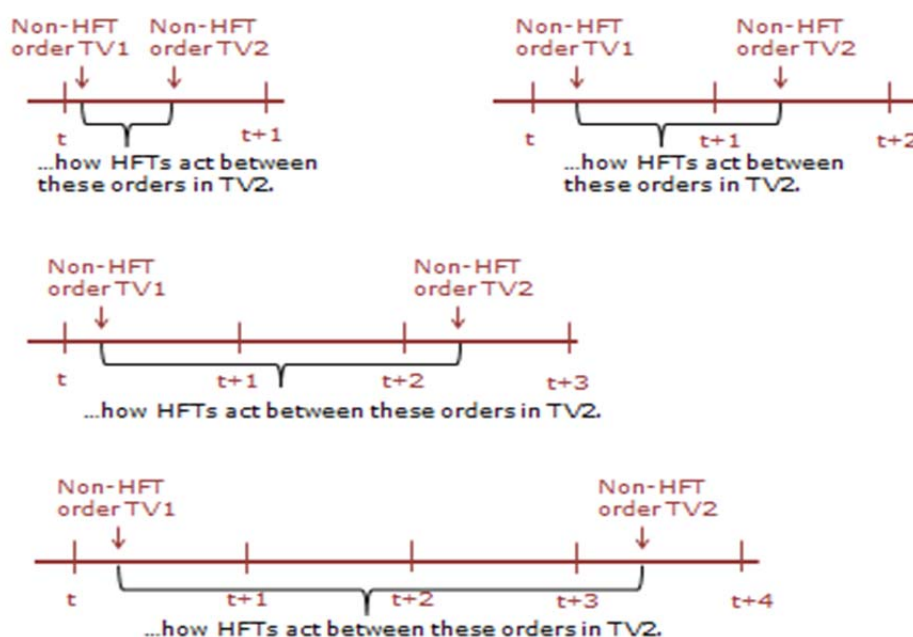 Non-HFT
order TV1
Non-HFT
order TV2
t
t+1
...how HFTs act between
these orders in TV2.
Non-HFT
order TV1
Non-HFT
order TV2
t
t+1
t+2
...how HFTs act between
these orders in TV2.
Non-HFT
order TV1
Non-HFT
order TV2
t
t+1
t+2
t+3
...how HFTs act between these orders in TV2.
Non-HFT
order TV1
Non-HFT
order TV2
t
t+1
t+2
t+3
t+4
...how HFTs act between these orders in TV2.